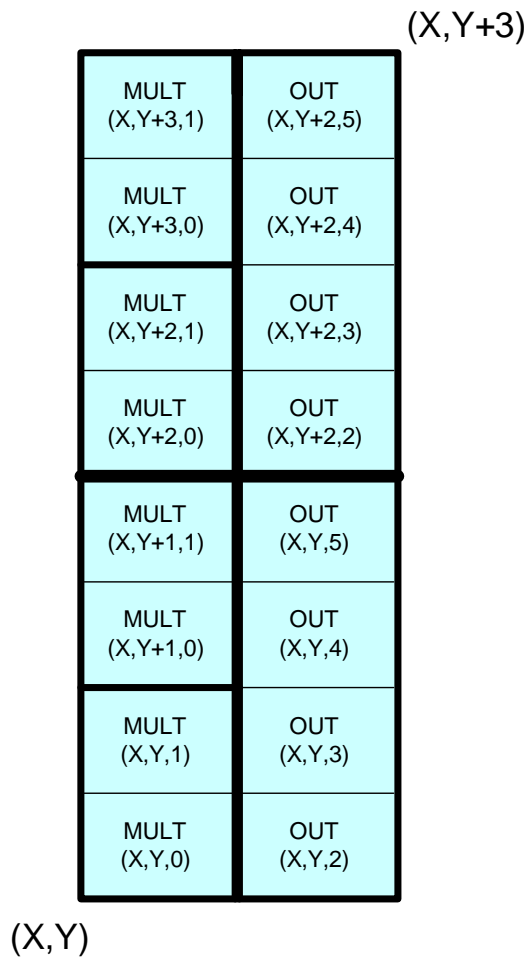 (X,Y+3)
MULT
(X,Y+3,1)
OUT
(X,Y+2,5)
MULT
(X,Y+3,0)
OUT
(X,Y+2,4)
MULT
(X,Y+2,1)
OUT
(X,Y+2,3)
MULT
(X,Y+2,0)
OUT
(X,Y+2,2)
MULT
(X,Y+1,1)
OUT
(X,Y,5)
MULT
(X,Y+1,0)
OUT
(X,Y,4)
MULT
(X,Y,1)
OUT
(X,Y,3)
MULT
(X,Y,0)
OUT
(X,Y,2)
(X,Y)